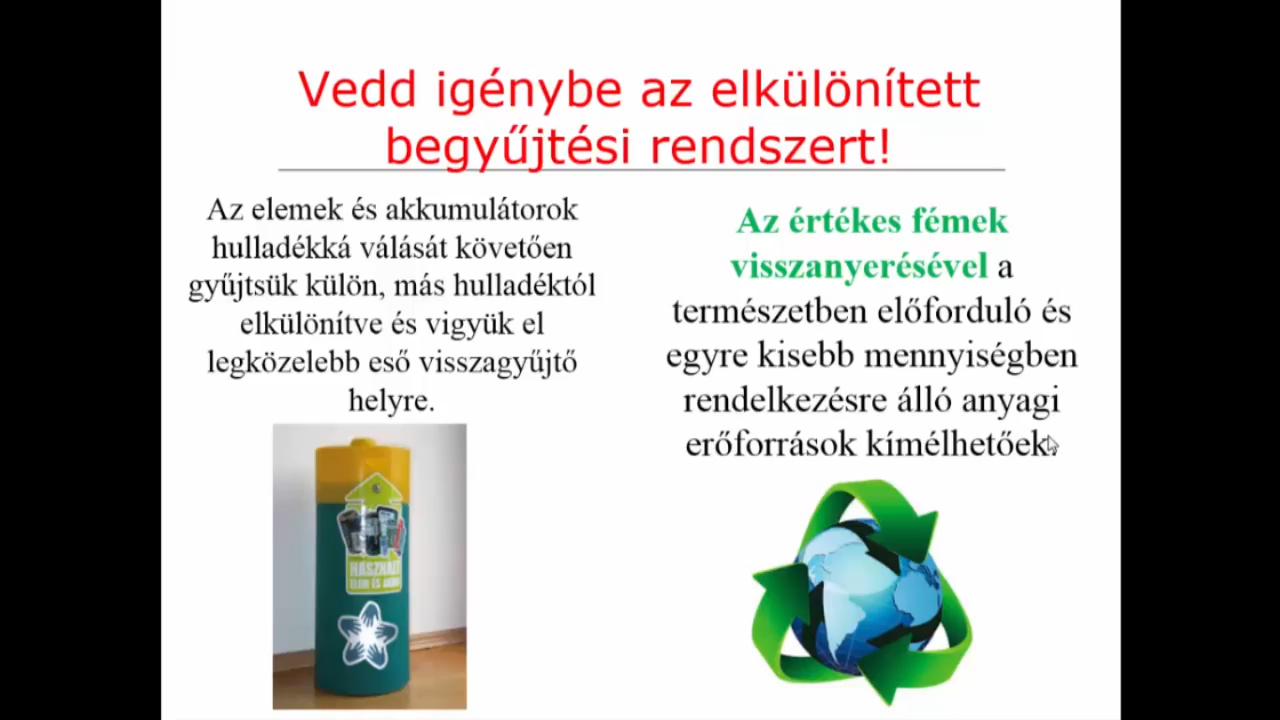 Vedd igénybe az elkülönített
begyűjtési rendszert!
Az elemek és akkumulátorok
hulladékká válását követően
gyűjtsük külön, más hulladéktól
elkülönítve és vigyük el
legközelebb eső visszagyűjtő
helyre.
Az értékes fémek
visszanyerésével a
természetben előforduló és
egyre kisebb mennyiségben
rendelkezésre álló anyagi
erőforrások kímélhetőek.
HASZNÁLT
ELEM ÉS